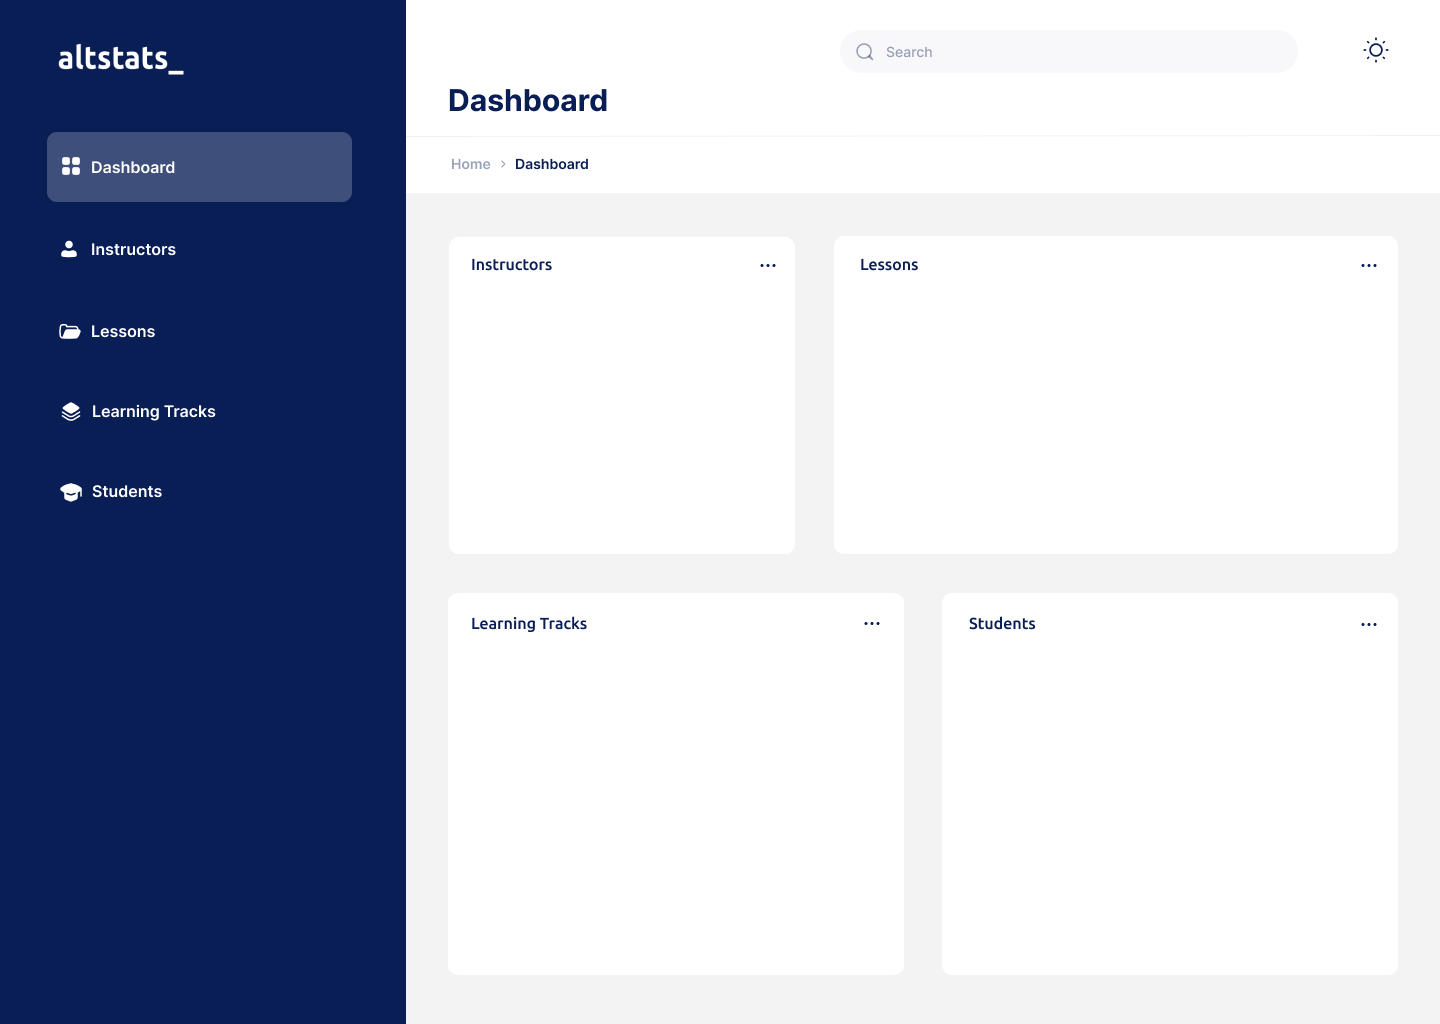 altstats_
Dashboard
Instructors
Lessons
Learning Tracks
Students
Search
Dashboard
Home > Dashboard
Instructors
Lessons
Learning Tracks
Students